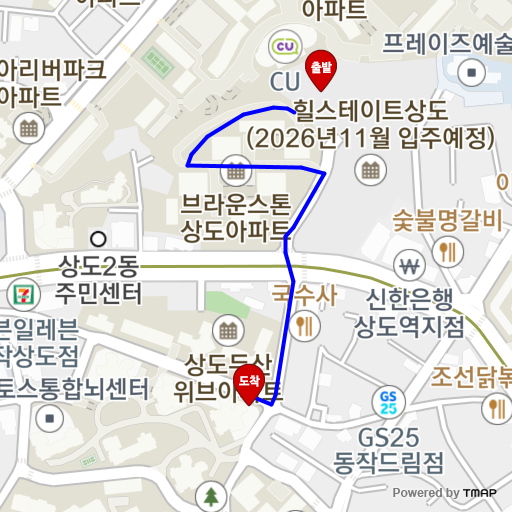 아파트
아파트
CU
출발
프레이즈예술
CU
아리버파크
아파트
힐스테이트상도
(2026년11월 입주예정)
브라운스톤
상도아파트
숯불명갈비
상도2동
주민센터
국수사
신한은행
상도역지점
7
븐일레븐
작상도점
상도두산
위브아파트
도착
토스통합뇌센터
조선닭볶
GS
25
GS25
동작드림점
Powered by TMAP